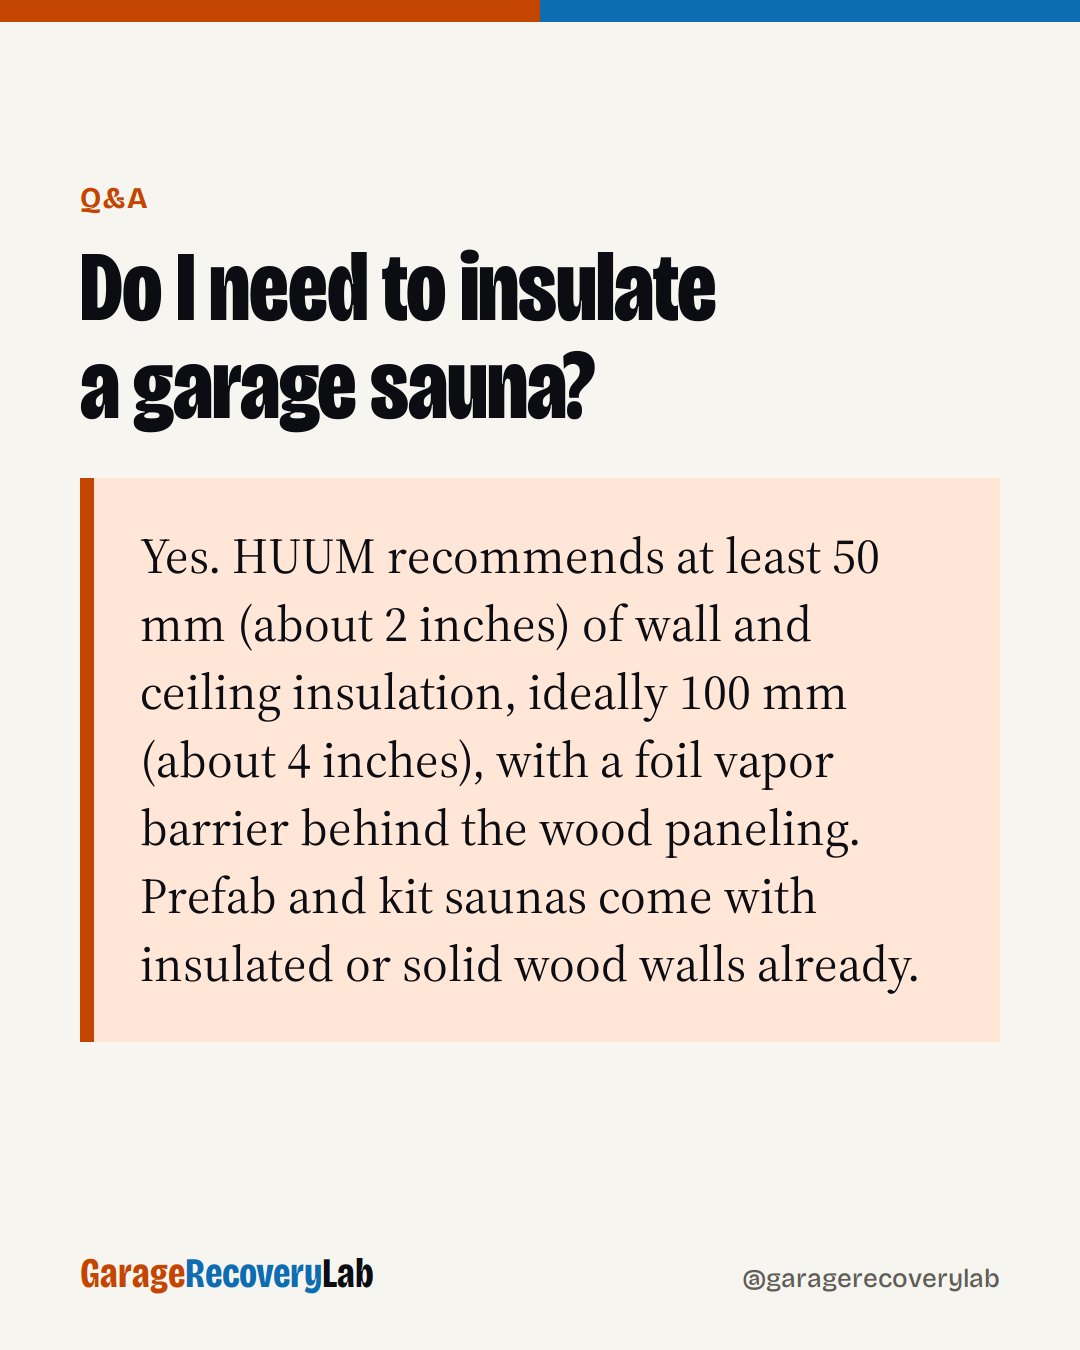 Q&A
Do I need to insulate
a garage sauna?
Yes. HUUM recommends at least 50
mm (about 2 inches) of wall and
ceiling insulation, ideally 100 mm
(about 4 inches), with a foil vapor
barrier behind the wood paneling.
Prefab and kit saunas come with
insulated or solid wood walls already.
GarageRecoveryLab
@garagerecoverylab